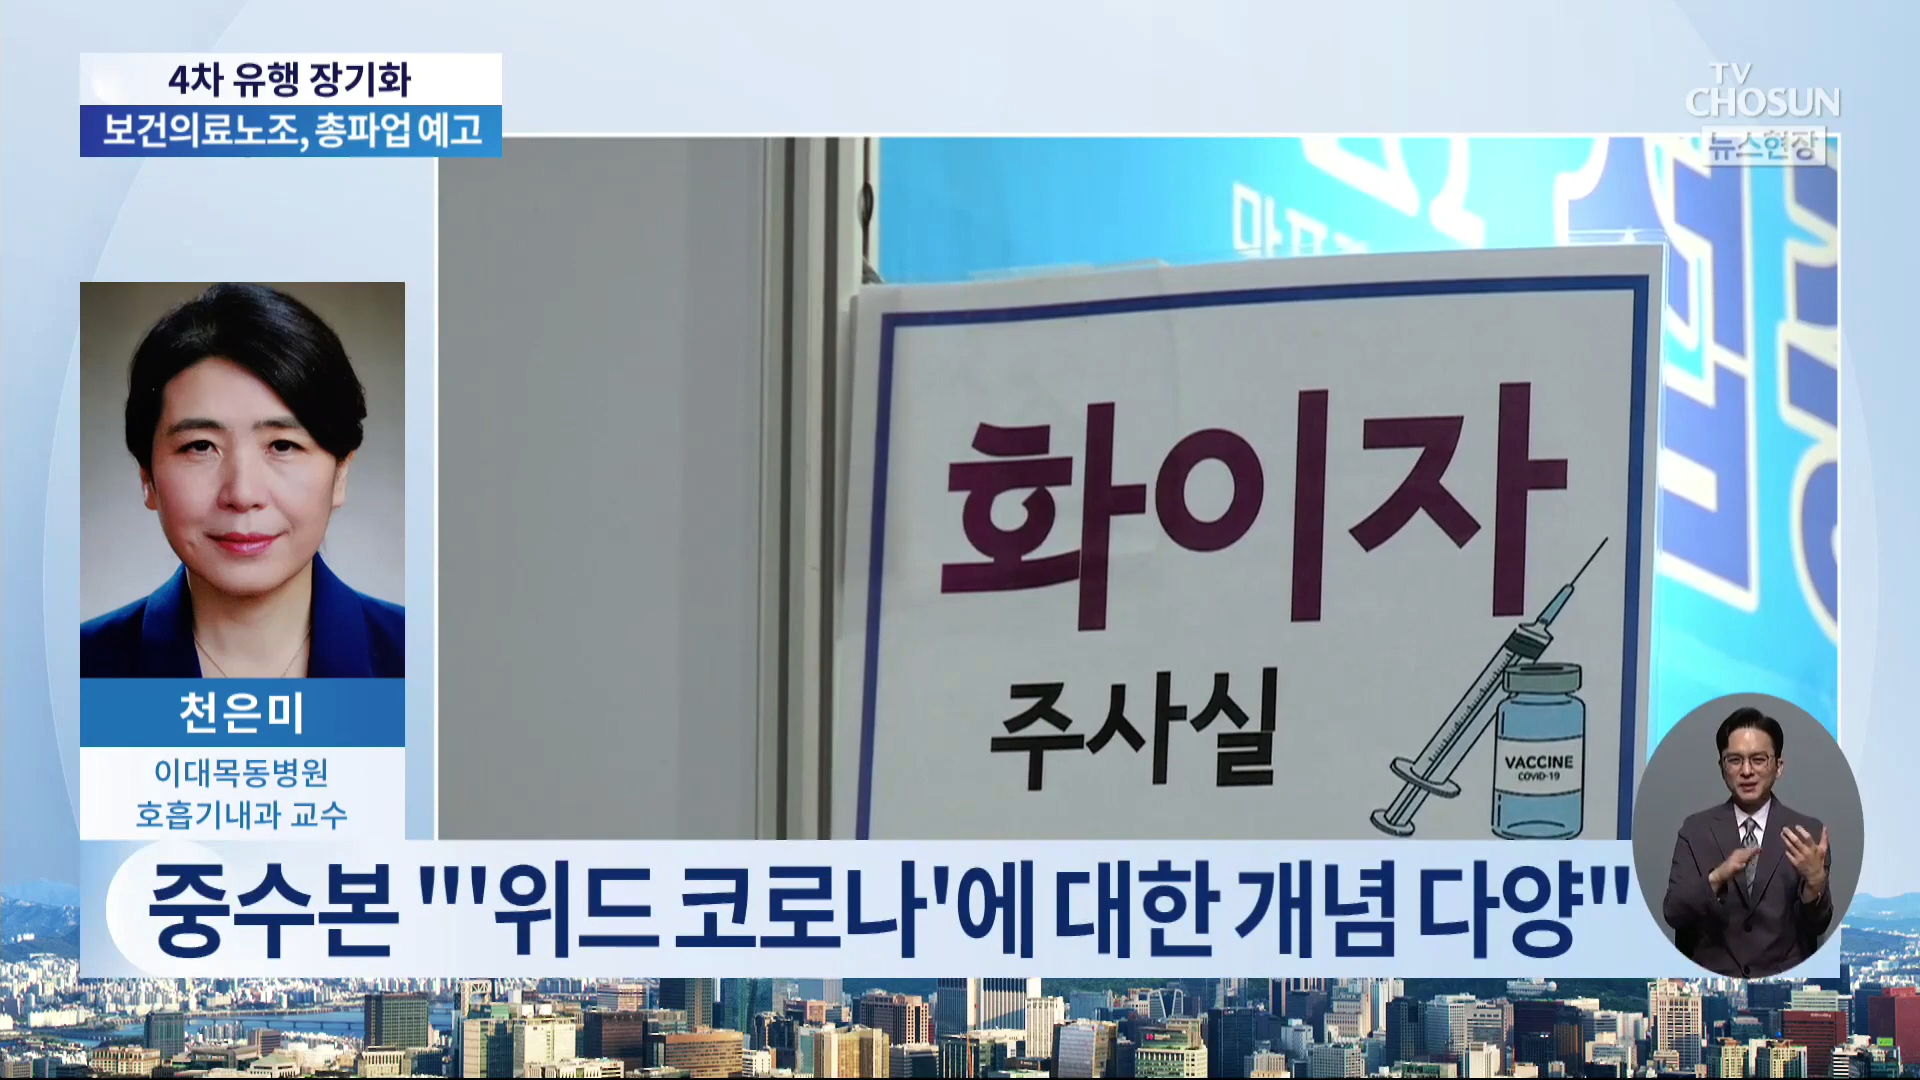 4차 유행 장기화
보건의료노조, 총파업 예고
TV
CHOSUN
뉴스현장
화이자
주사실
VACCINE
COVID-19
천은미
이대목동병원
호흡기내과 교수
중수본 "'위드 코로나'에 대한 개념 다양"